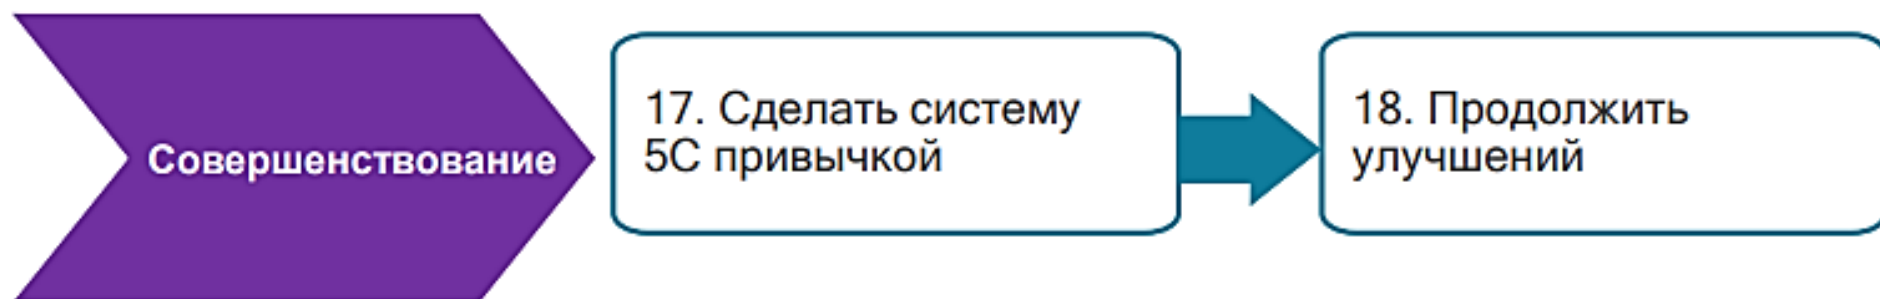 Совершенствование
17. Сделать систему
5С привычкой
18. Продолжить
улучшений